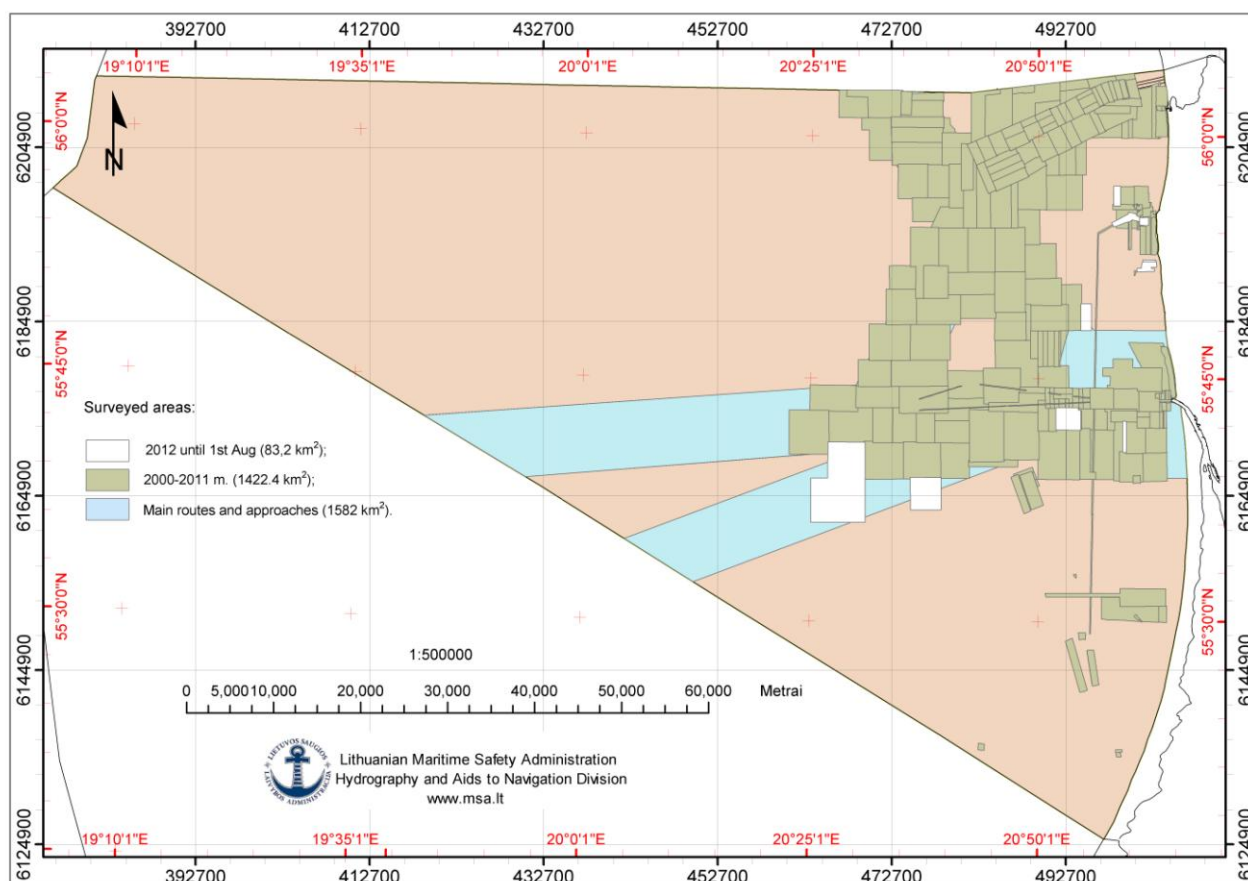 392700 412700 432700 452700 472700 492700
19°10'1"E 19°35'1"E 20°0'1"E 20°25'1"E 20°50'1"E
56°0'0"N 56°0'0"N
6204900 6204900
N
6184900 6184900
55°45'0"N 55°45'0"N
Surveyed areas:
2012 until 1st Aug (83,2 km²);
2000-2011 m. (1422.4 km²);
Main routes and approaches (1582 km²).
6164900 6164900
55°30'0"N 55°30'0"N
1:500000
6144900 6144900
0 5,00010,000 20,000 30,000 40,000 50,000 60,000 Metrai
LIETUVOS SAUGIOS
LAIVYBOS ADMINISTRACIJA
Lithuanian Maritime Safety Administration
Hydrography and Aids to Navigation Division
www.msa.lt
19°10'1"E 19°35'1"E 20°0'1"E 20°25'1"E 20°50'1"E
6124900 6124900
392700 412700 432700 452700 472700 492700